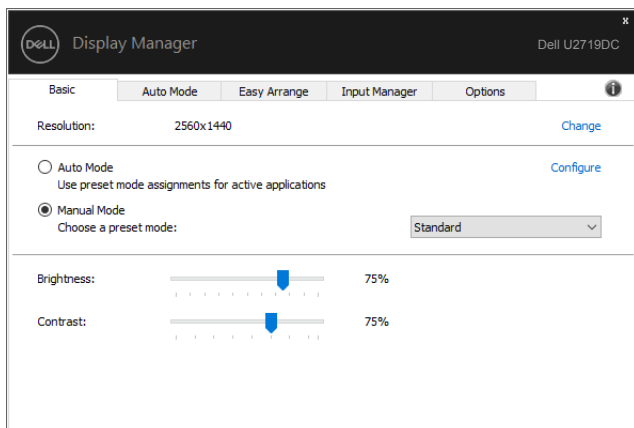 x
DELL Display Manager Dell U2719DC
Basic Auto Mode Easy Arrange Input Manager Options i
Resolution: 2560x1440 Change
Auto Mode Configure
Use preset mode assignments for active applications
Manual Mode
Choose a preset mode: Standard
Brightness: 75%
Contrast: 75%